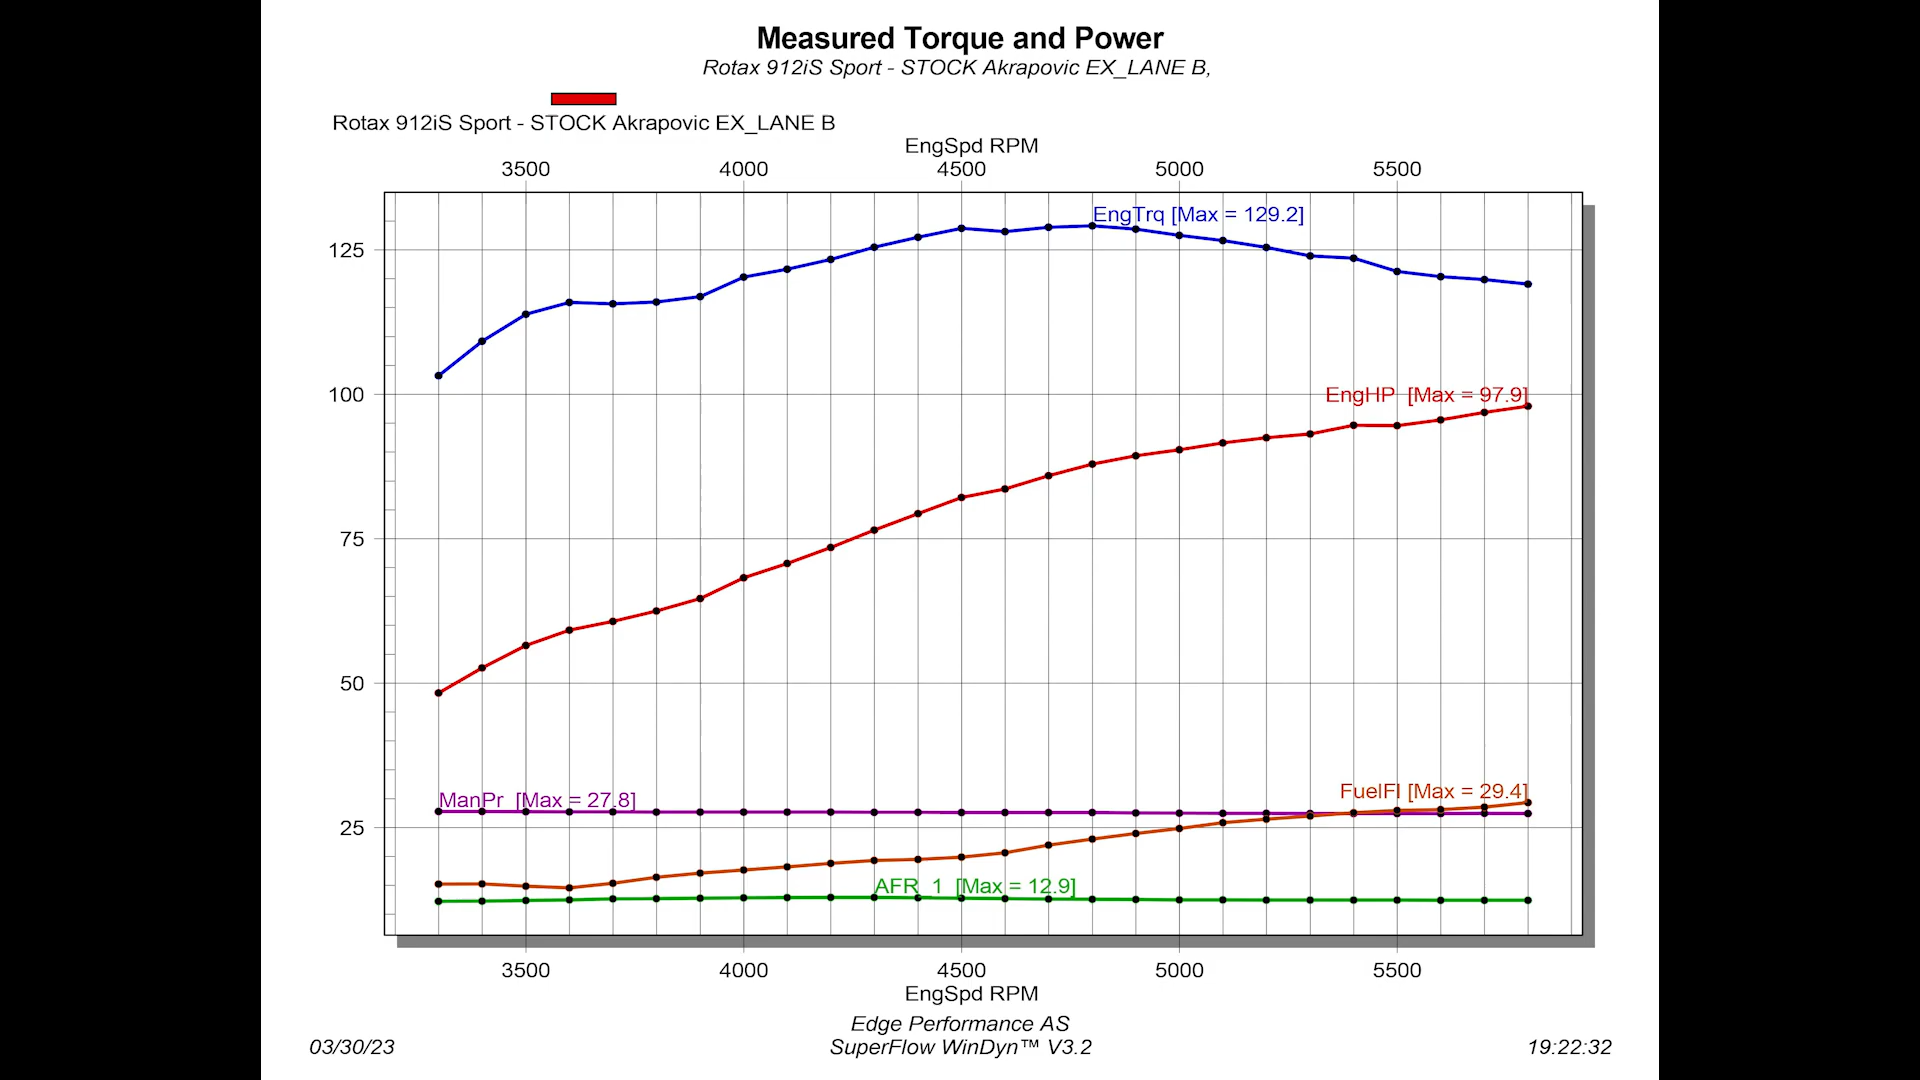 Measured Torque and Power
Rotax 912iS Sport - STOCK Akrapovic EX_LANE B,
Rotax 912iS Sport - STOCK Akrapovic EX_LANE B
EngSpd RPM
3500 4000 4500 5000 5500
EngTrq [Max = 129.2]
125
100
EngHP [Max = 97.9]
75
50
ManPr [Max = 27.8]
FuelFl [Max = 29.4]
25
AFR_1 [Max = 12.9]
3500 4000 4500 5000 5500
EngSpd RPM
Edge Performance AS
03/30/23 SuperFlow WinDyn™ V3.2 19:22:32